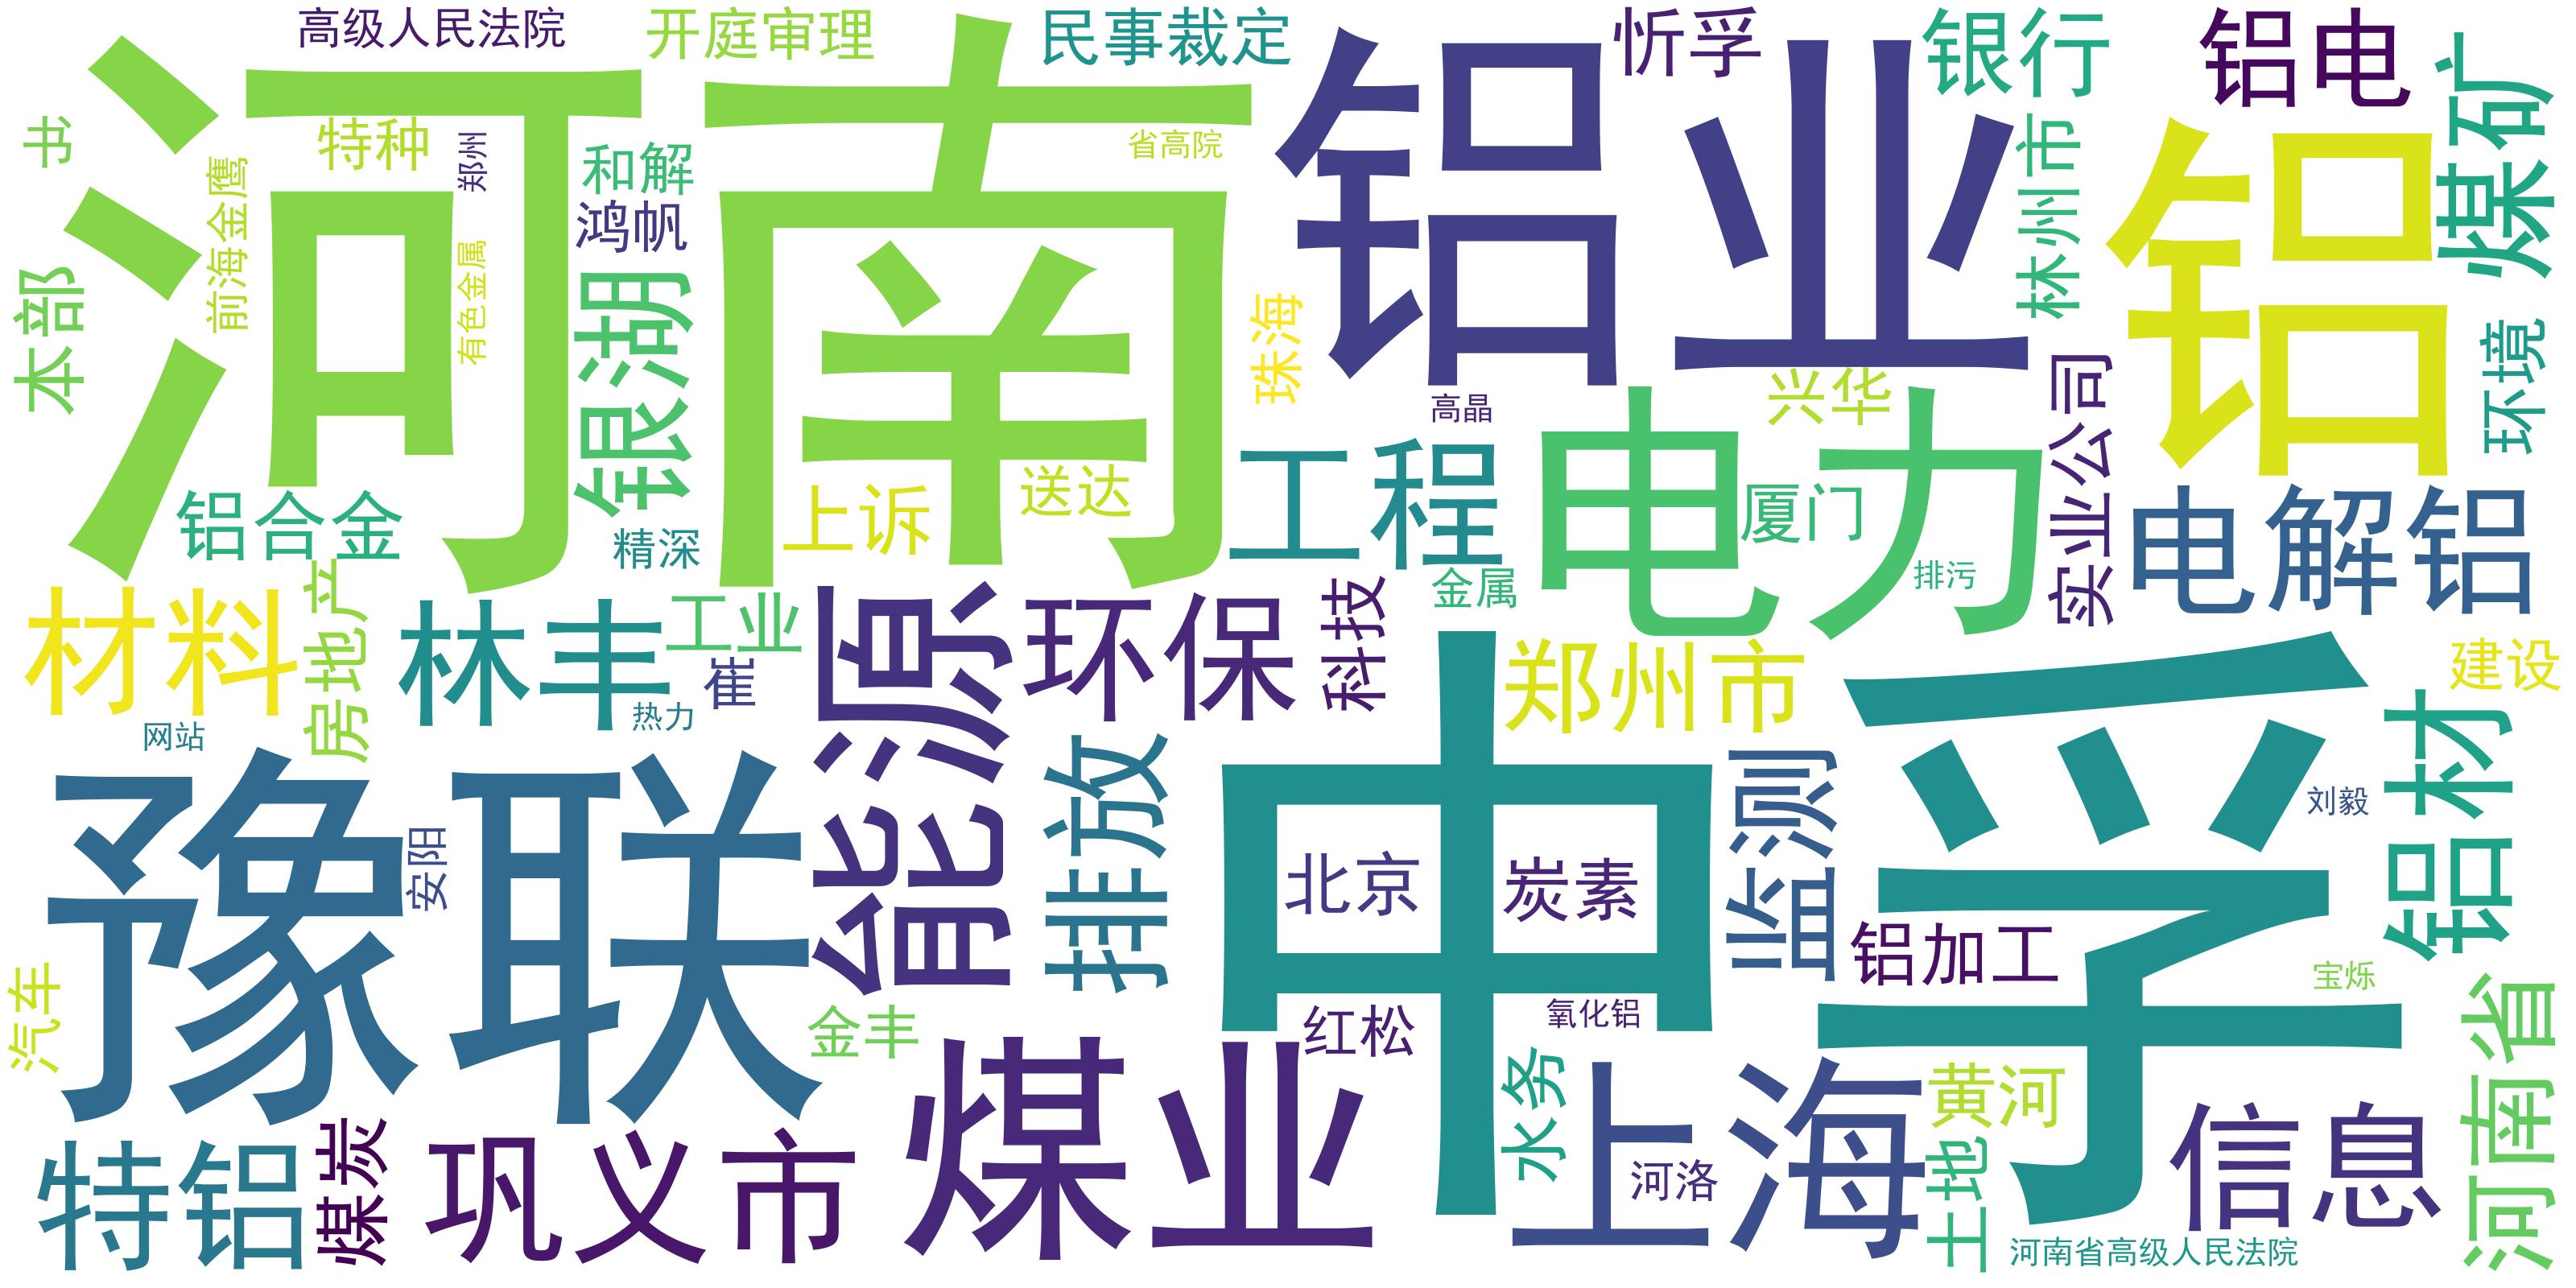 高级人民法院
开庭审理
民事裁定
忻孚
银行
铝电
河南
铝业
铝
煤矿
书
特种
郑州
和解
省高院
林州市
前海金鹰
鸿帆
有色金属
本部
银湖
珠海
环境
高晶
兴华
实业公司
电力
工程
送达
上诉
铝合金
精深
厦门
电解铝
金属
排污
材料
房地产
林丰
工业
崔
能源
环保
科技
郑州市
中孚
建设
网站
热力
豫联
安阳
排放
监测
刘毅
铝材
北京
炭素
铝加工
汽车
金丰
红松
氧化铝
宝烁
河南省
煤业
水务
上海
黄河
信息
特铝
煤炭
巩义市
河洛
土地
河南省高级人民法院